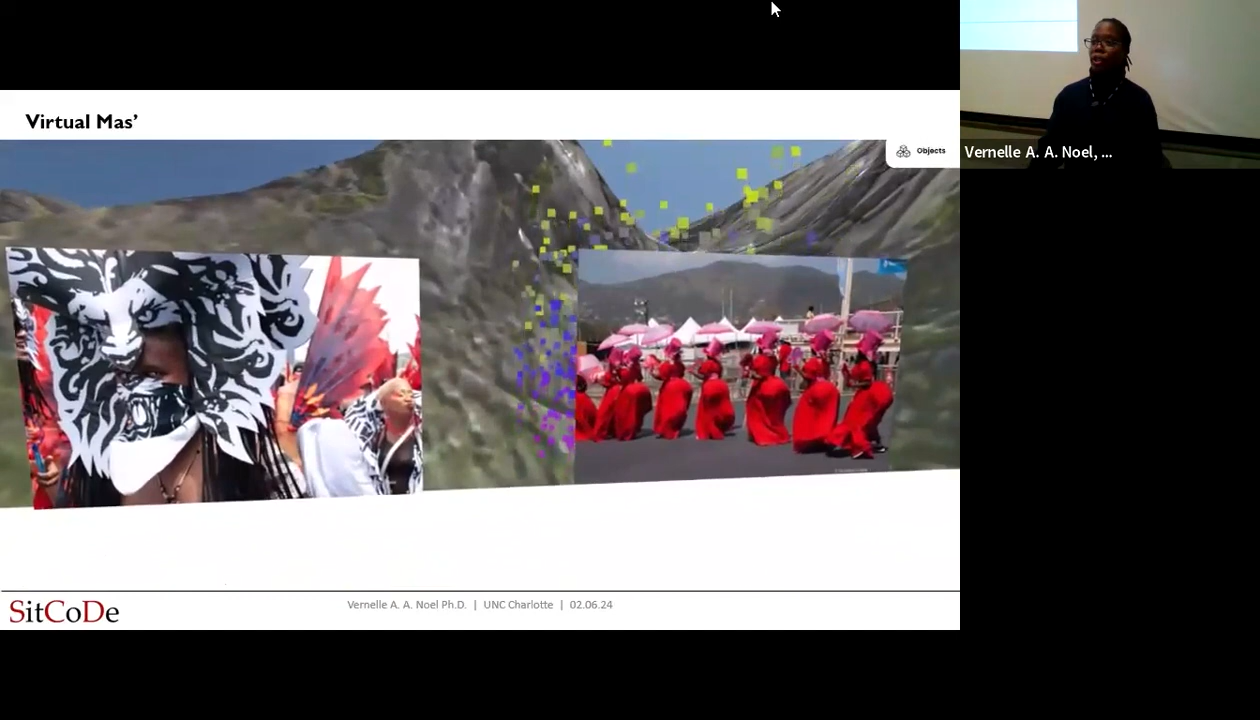 Virtual Mas’
Objects
Vernelle A. A. Noel, ...
SitCoDe
Vernelle A. A. Noel Ph.D. | UNC Charlotte | 02.06.24